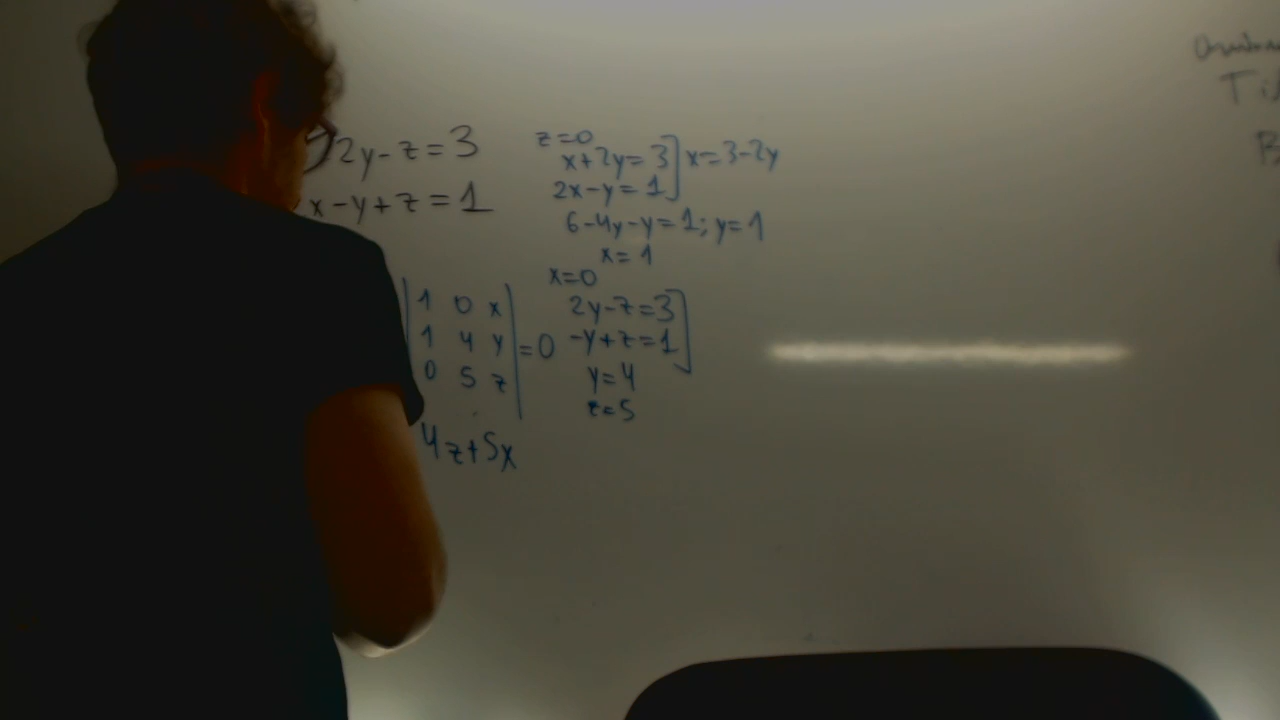 2y-z=3
x-y+z=1
z=0
x+2y=3] x=3-2y
2x-y=1
6-4y-y=1; y=1
x=1
x=0
2y-z=3
-y+z=1
y=4
z=5
| 1 0 x |
| 1 4 y | =0
| 0 5 z |
4z+5x